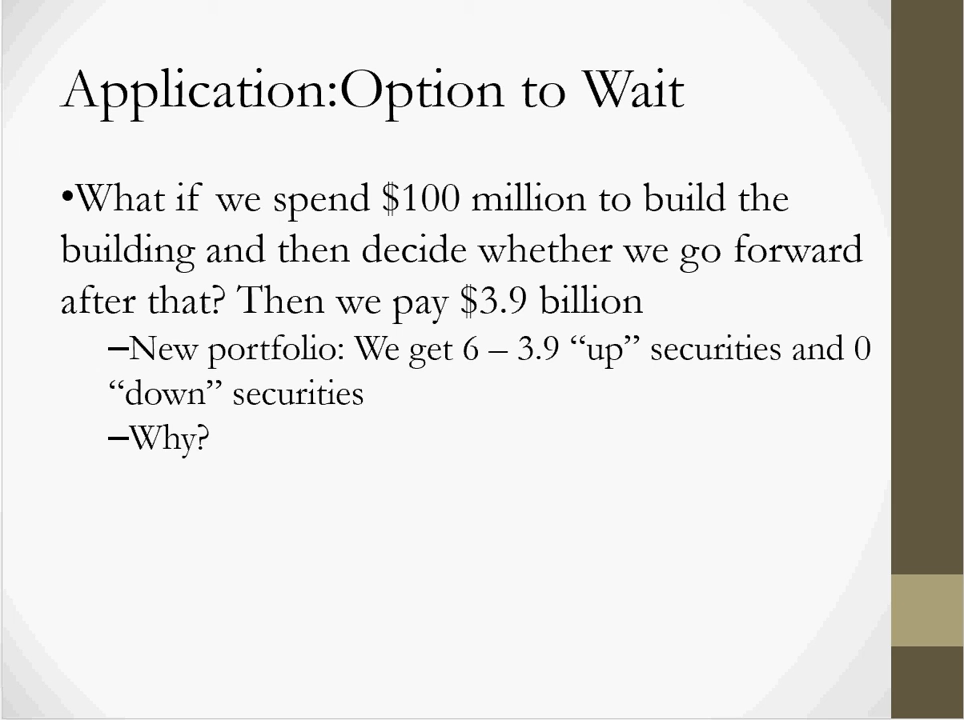 Application:Option to Wait
•What if we spend $100 million to build the
building and then decide whether we go forward
after that? Then we pay $3.9 billion
–New portfolio: We get 6 – 3.9 “up” securities and 0
“down” securities
–Why?